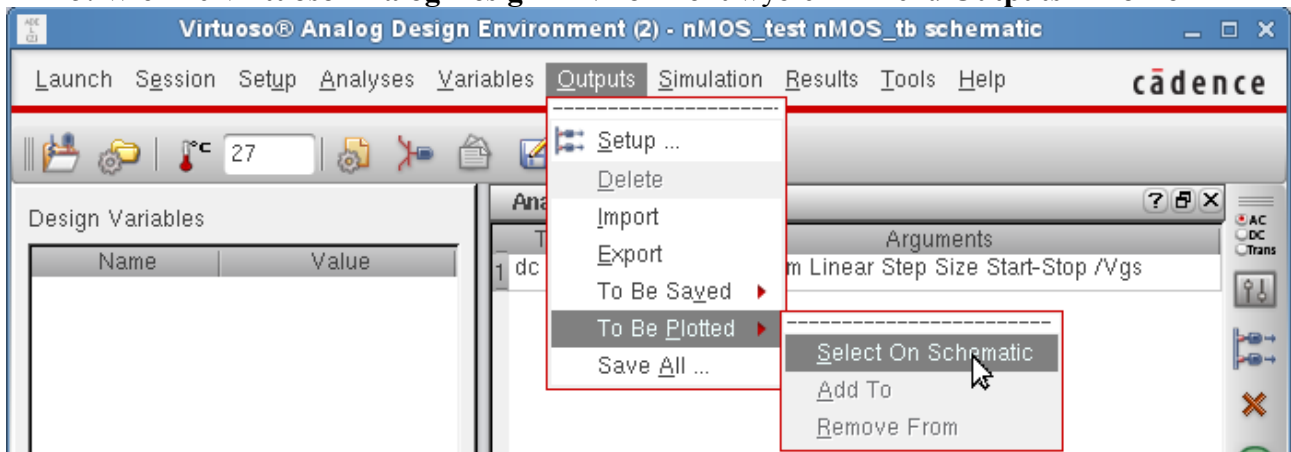 Virtuoso® Analog Design Environment (2) - nMOS_test nMOS_tb schematic
Launch Session Setup Analyses Variables Outputs Simulation Results Tools Help cādence
°C 27
Setup ...
Delete
Import
Export
To Be Saved
To Be Plotted
Save All ...
Design Variables
Name Value
Ana
Arguments
1 dc m Linear Step Size Start-Stop /Vgs
Select On Schematic
Add To
Remove From
AC
DC
Trans